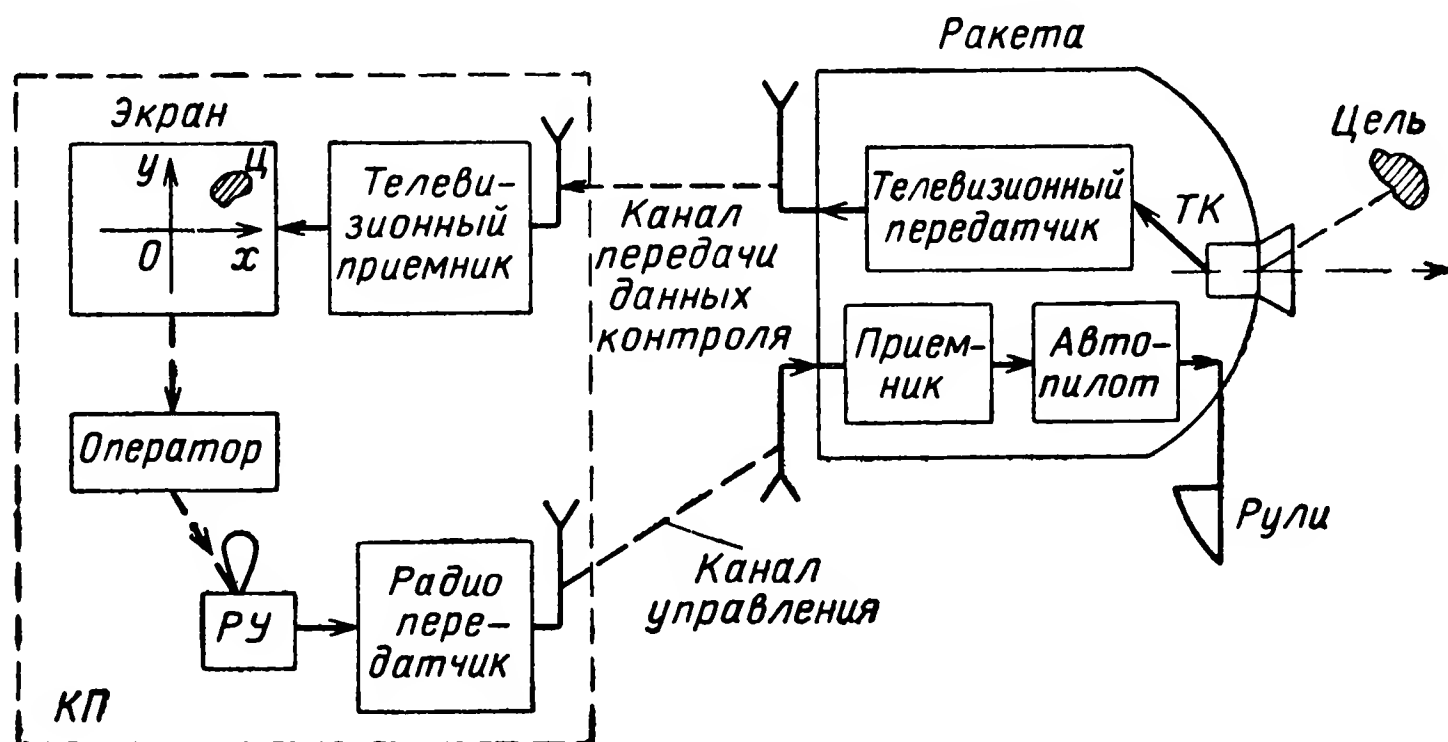 Ракета
Экран
Цель
y
Ц
0
x
Телеви-
зионный
приемник
Канал
передачи
данных
контроля
Телевизионный
передатчик
ТК
Прием-
ник
Авто-
пилот
Оператор
Рули
РУ
Радио
пере-
датчик
Канал
управления
КП